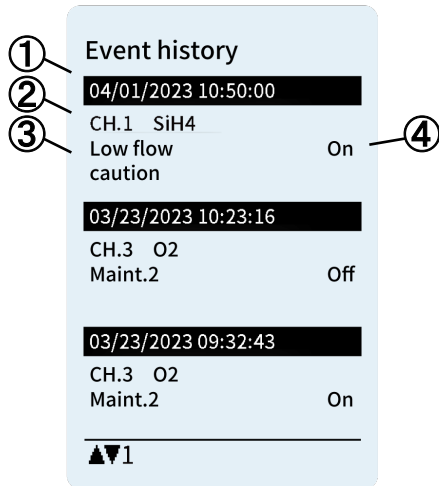 Event history
① 04/01/2023 10:50:00
② CH.1 SiH4
③ Low flow On ④
caution
03/23/2023 10:23:16
CH.3 O2
Maint.2 Off
03/23/2023 09:32:43
CH.3 O2
Maint.2 On
▲▼1